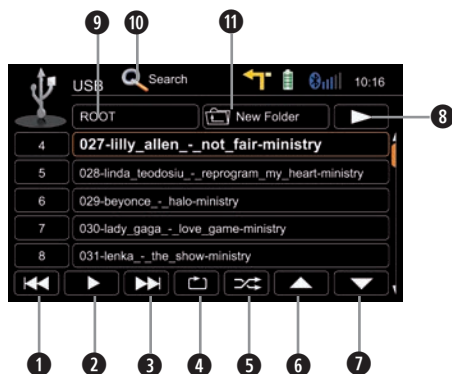 9 10 11
USB Search 10:16
ROOT New Folder
8
4 027-lilly_allen_-_not_fair-ministry
5 028-linda_teodosiu_-_reprogram_my_heart-ministry
6 029-beyonce_-_halo-ministry
7 030-lady_gaga_-_love_game-ministry
8 031-lenka_-_the_show-ministry
1 2 3 4 5 6 7